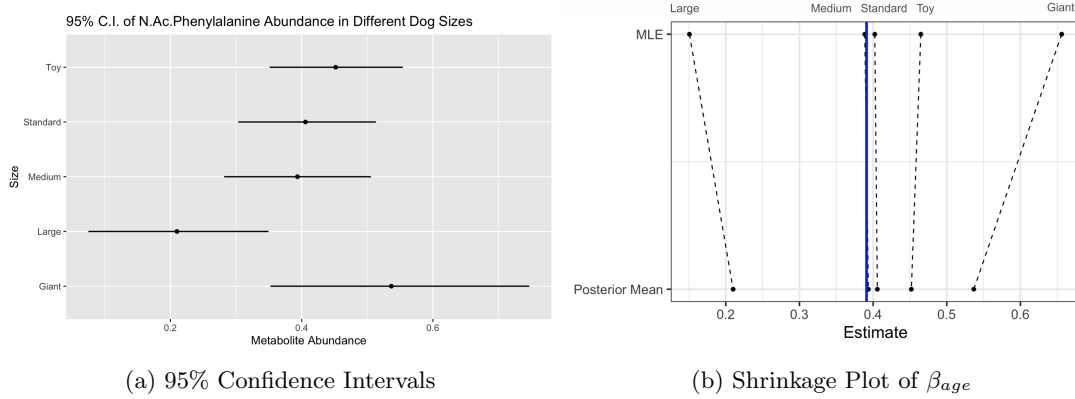 95% C.I. of N.Ac.Phenylalanine Abundance in Different Dog Sizes
Size
Toy
Standard
Medium
Large
Giant
0.2 0.4 0.6
Metabolite Abundance
(a) 95% Confidence Intervals
Large Medium Standard Toy Giant
MLE
Posterior Mean
0.2 0.3 0.4 0.5 0.6
Estimate
(b) Shrinkage Plot of βage